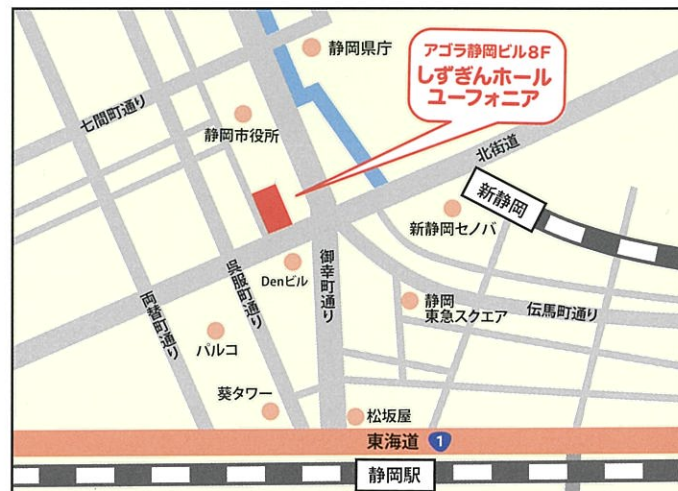 静岡県庁
アゴラ静岡ビル8F
しずぎんホール
ユーフォニア
七間町通り
静岡市役所
北街道
新静岡
新静岡セノバ
Denビル
御幸町通り
呉服町通り
両替町通り
静岡
東急スクエア
伝馬町通り
パルコ
葵タワー
松坂屋
東海道
1
静岡駅